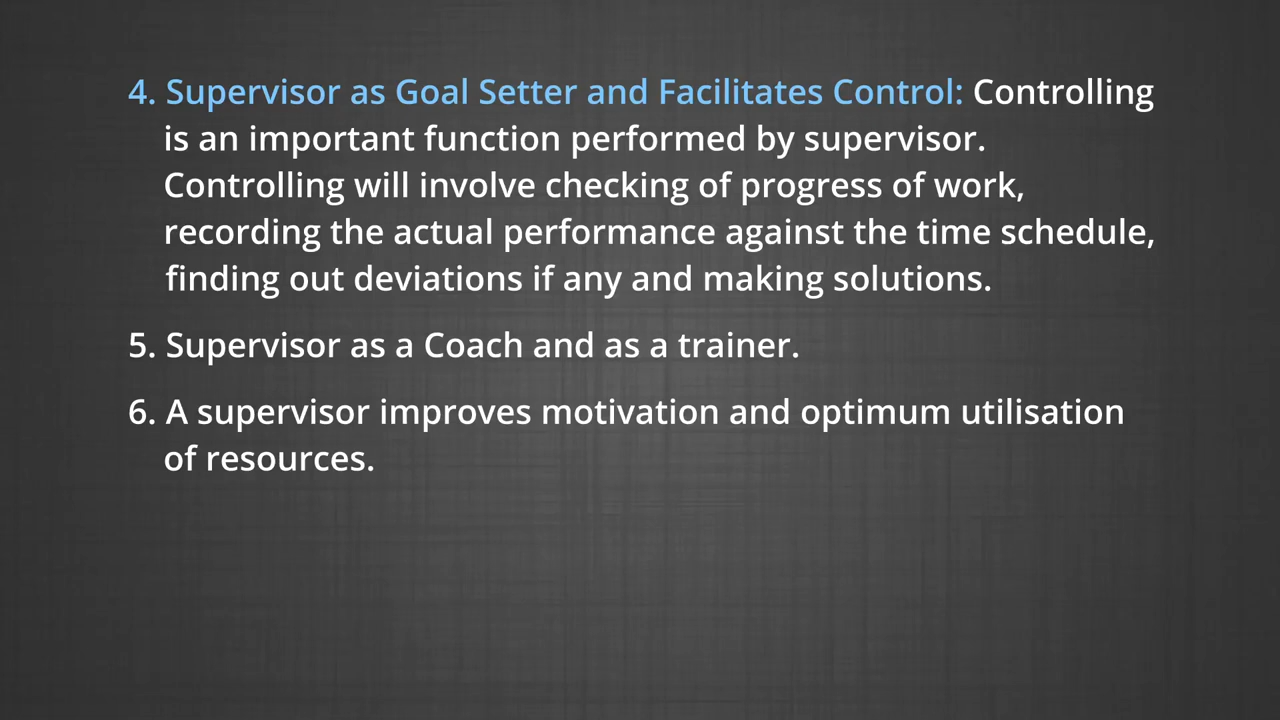 4. Supervisor as Goal Setter and Facilitates Control: Controlling
is an important function performed by supervisor.
Controlling will involve checking of progress of work,
recording the actual performance against the time schedule,
finding out deviations if any and making solutions.
5. Supervisor as a Coach and as a trainer.
6. A supervisor improves motivation and optimum utilisation
of resources.